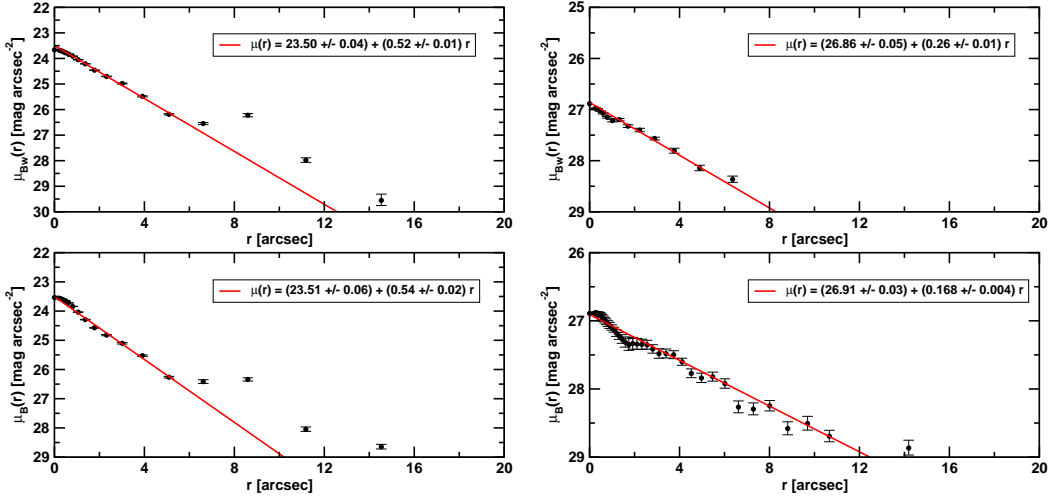 μ(r) = 23.50 +/- 0.04) + (0.52 +/- 0.01) r
22
23
24
25
26
27
28
29
30
μBw(r) [mag arcsec-2]
0 4 8 12 16 20
r [arcsec]
μ(r) = (26.86 +/- 0.05) + (0.26 +/- 0.01) r
25
26
27
28
29
μBw(r) [mag arcsec-2]
0 4 8 12 16 20
r [arcsec]
μ(r) = (23.51 +/- 0.06) + (0.54 +/- 0.02) r
22
23
24
25
26
27
28
29
μB(r) [mag arcsec-2]
0 4 8 12 16 20
r [arcsec]
μ(r) = (26.91 +/- 0.03) + (0.168 +/- 0.004) r
26
27
28
29
μB(r) [mag arcsec-2]
0 4 8 12 16 20
r [arcsec]